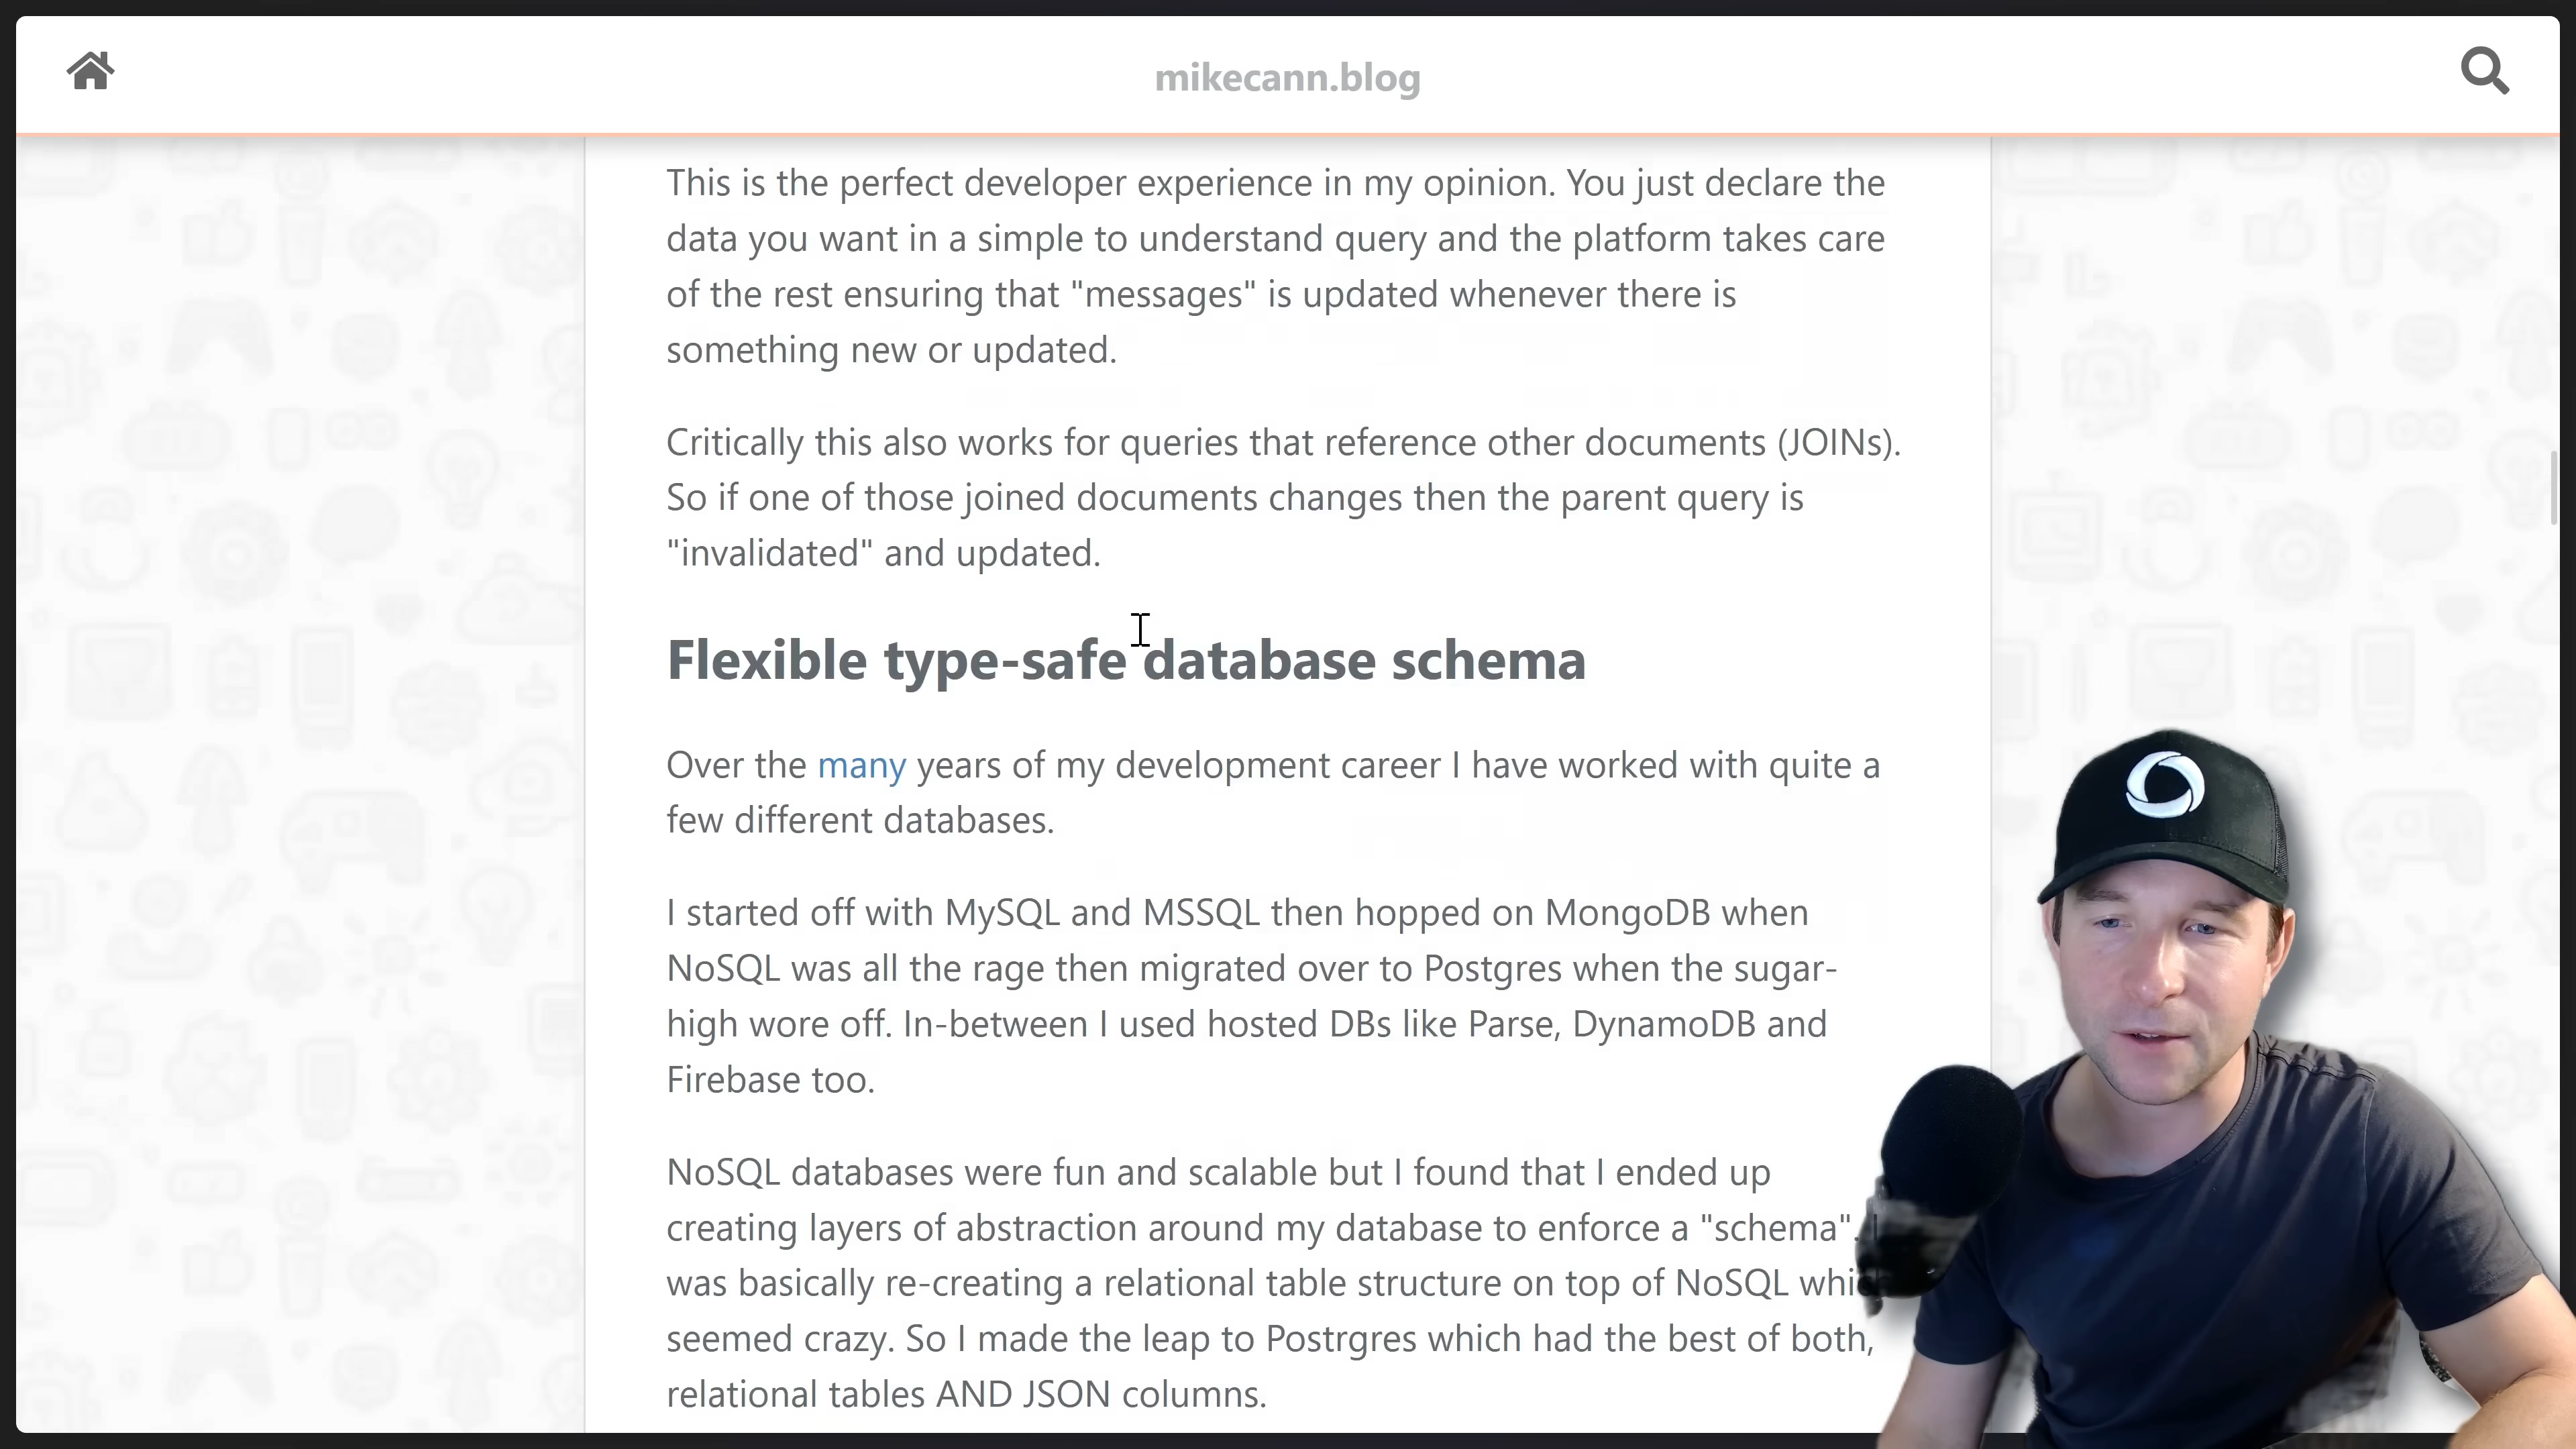 mikecann.blog
This is the perfect developer experience in my opinion. You just declare the
data you want in a simple to understand query and the platform takes care
of the rest ensuring that "messages" is updated whenever there is
something new or updated.
Critically this also works for queries that reference other documents (JOINs).
So if one of those joined documents changes then the parent query is
"invalidated" and updated.
Flexible type-safe database schema
Over the many years of my development career I have worked with quite a
few different databases.
I started off with MySQL and MSSQL then hopped on MongoDB when
NoSQL was all the rage then migrated over to Postgres when the sugar-
high wore off. In-between I used hosted DBs like Parse, DynamoDB and
Firebase too.
NoSQL databases were fun and scalable but I found that I ended up
creating layers of abstraction around my database to enforce a "schema". I
was basically re-creating a relational table structure on top of NoSQL
seemed crazy. So I made the leap to Postrgres which had the best of both,
relational tables AND JSON columns.